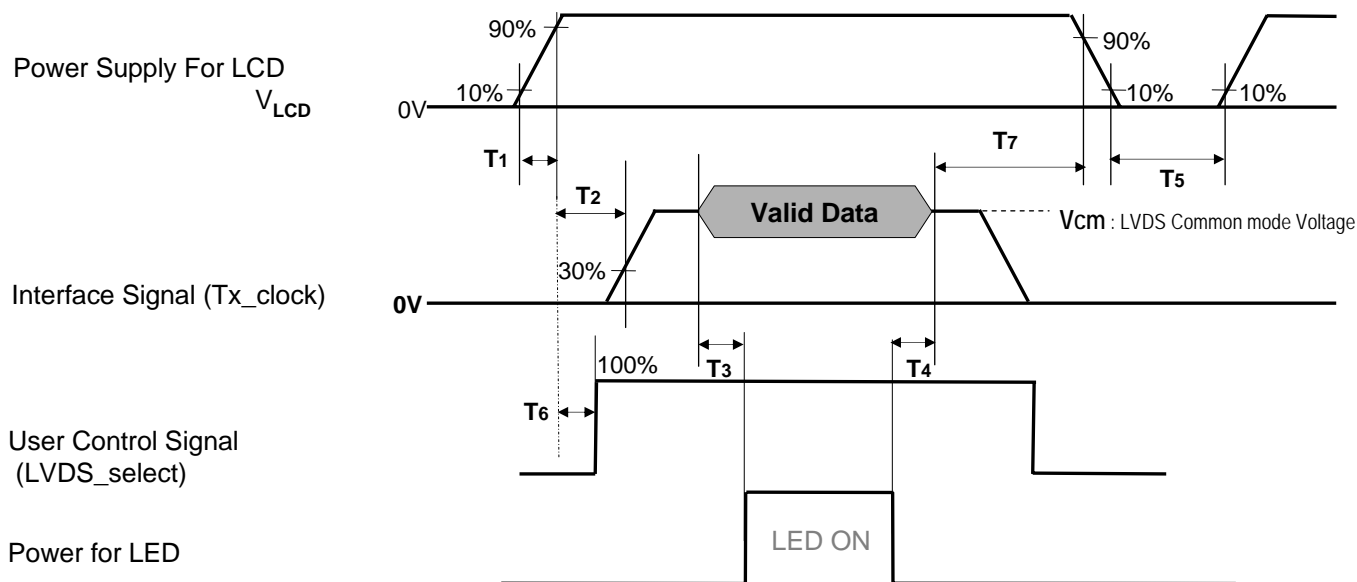 90%
90%
Power Supply For LCD
VLCD
10%
10%
10%
0V
T1
T7
T2
T5
Valid Data
Vcm : LVDS Common mode Voltage
30%
Interface Signal (Tx_clock)
0V
100%
T3
T4
T6
User Control Signal
(LVDS_select)
LED ON
Power for LED